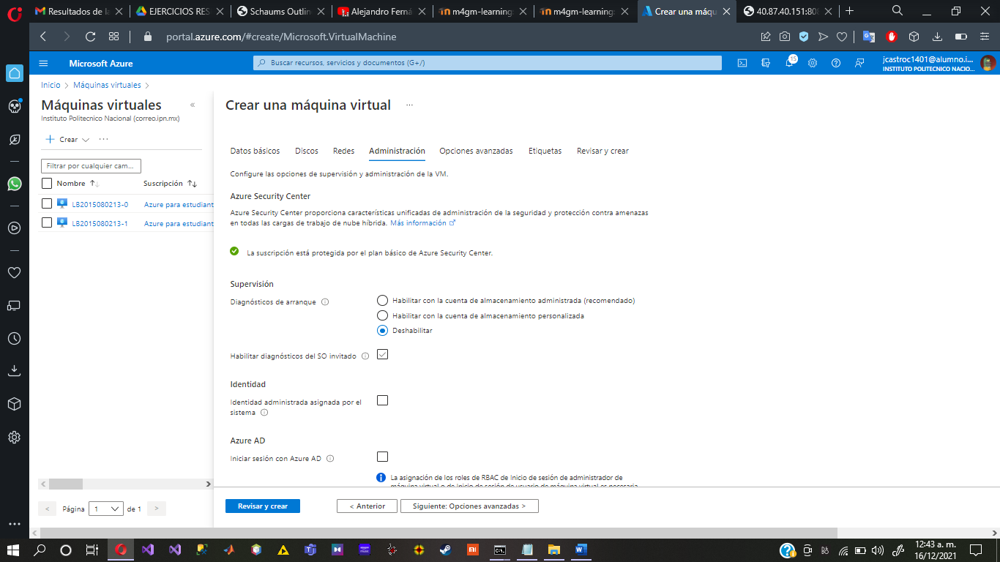 Resultados de la
EJERCICIOS RES
Schaums Outlin
Alejandro Ferná
m4gm-learning
m4gm-learning
Crear una máqu
40.87.40.151:808
portal.azure.com/#create/Microsoft.VirtualMachine
Microsoft Azure
Buscar recursos, servicios y documentos (G+/)
15
jcastroc1401@alumno.i...
INSTITUTO POLITECNICO NACIO...
Inicio > Máquinas virtuales >
Máquinas virtuales
Instituto Politecnico Nacional (correo.ipn.mx)
Crear
Filtrar por cualquier cam...
Nombre Suscripción
LB2015080213-0 Azure para estudiant
LB2015080213-1 Azure para estudiant
< Página 1 de 1 >
Crear una máquina virtual ...
Datos básicos Discos Redes Administración Opciones avanzadas Etiquetas Revisar y crear
Configure las opciones de supervisión y administración de la VM.
Azure Security Center
Azure Security Center proporciona características unificadas de administración de la seguridad y protección contra amenazas
en todas las cargas de trabajo de nube híbrida. Más información
La suscripción está protegida por el plan básico de Azure Security Center.
Supervisión
Diagnósticos de arranque
Habilitar con la cuenta de almacenamiento administrada (recomendado)
Habilitar con la cuenta de almacenamiento personalizada
Deshabilitar
Habilitar diagnósticos del SO invitado
Identidad
Identidad administrada asignada por el
sistema
Azure AD
Iniciar sesión con Azure AD
La asignación de los roles de RBAC de Inicio de sesión de administrador de
máquina virtual o de Inicio de sesión de usuario de máquina virtual es necesaria
Revisar y crear
< Anterior
Siguiente: Opciones avanzadas >
12:43 a. m.
16/12/2021